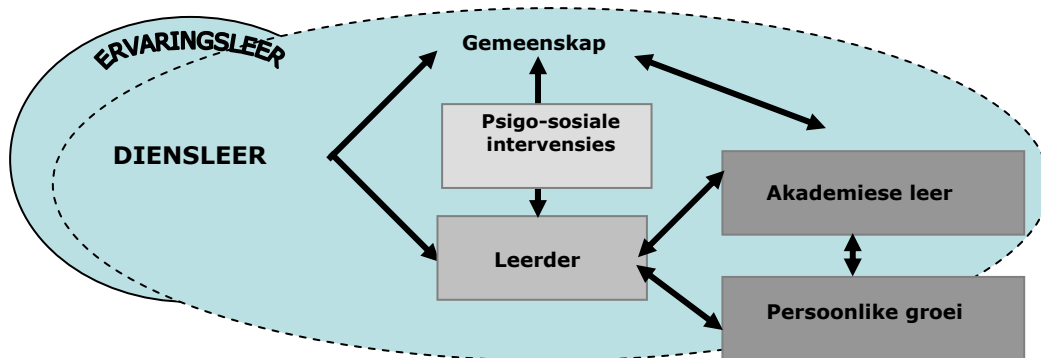 ERVARINGSLEER
Gemeenskap
Psigo-sosiale
intervensies
DIENSLEER
Akademiese leer
Leerder
Persoonlike groei